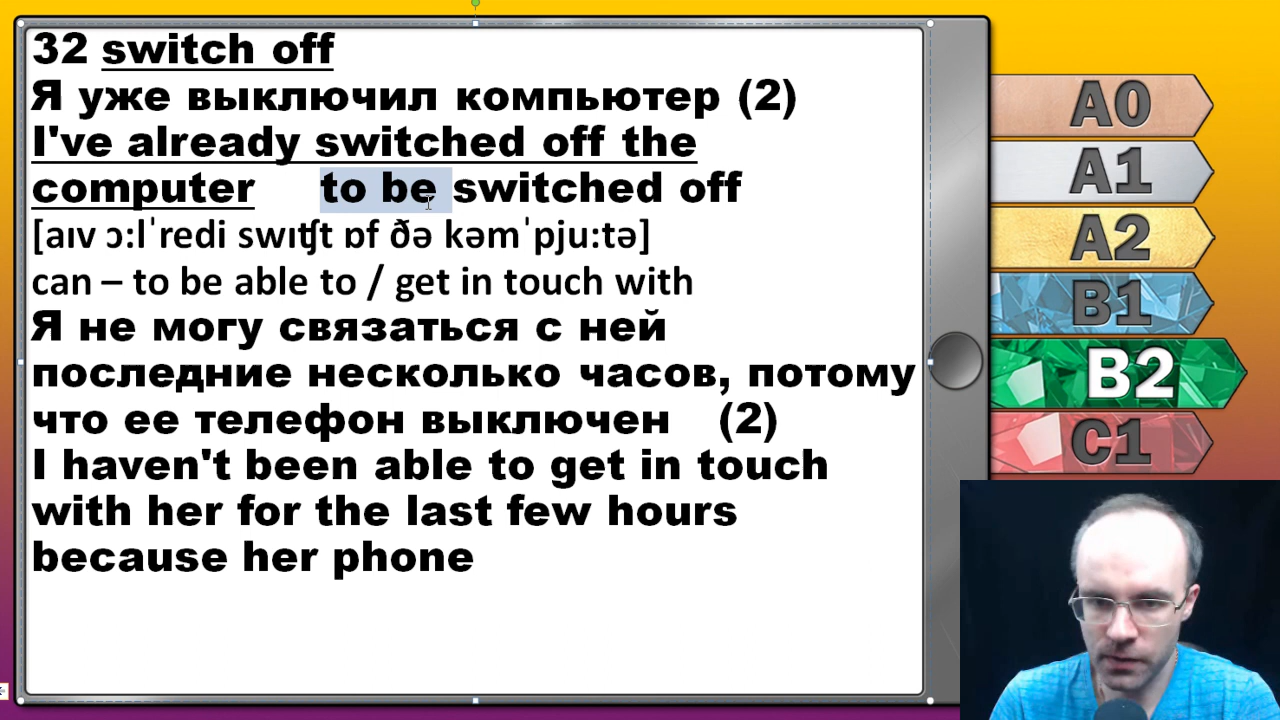 32 switch off
Я уже выключил компьютер (2)
I've already switched off the
computer to be switched off
[aɪv ɔ:lˈredi swɪʧt ɒf ðə kəmˈpju:tə]
can – to be able to / get in touch with
Я не могу связаться с ней
последние несколько часов, потому
что ее телефон выключен (2)
I haven't been able to get in touch
with her for the last few hours
because her phone
A0
A1
A2
B1
B2
C1